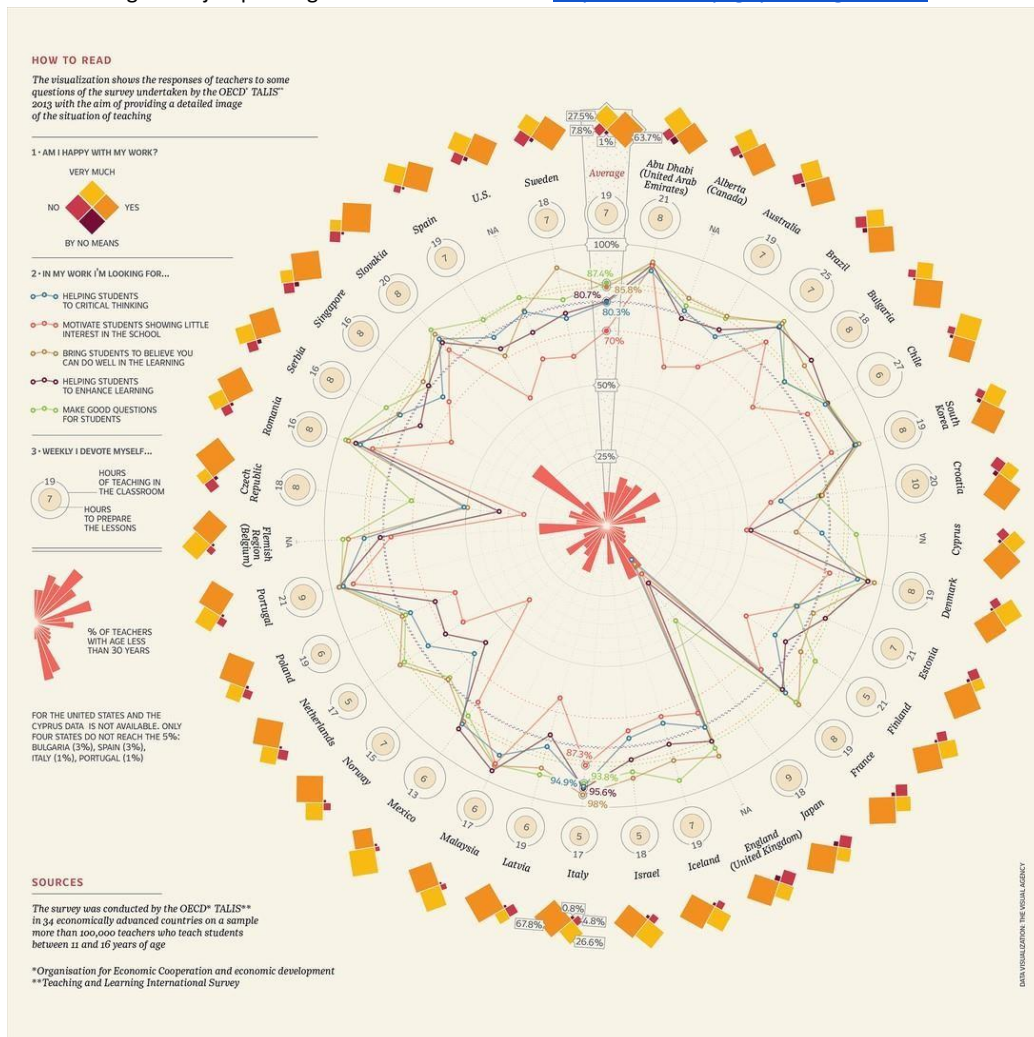 HOW TO READ
The visualization shows the responses of teachers to some
questions of the survey undertaken by the OECD* TALIS**
2013 with the aim of providing a detailed image
of the situation of teaching
1 • AM I HAPPY WITH MY WORK?
VERY MUCH
NO
YES
BY NO MEANS
2 • IN MY WORK I'M LOOKING FOR...
HELPING STUDENTS
TO CRITICAL THINKING
MOTIVATE STUDENTS SHOWING LITTLE
INTEREST IN THE SCHOOL
BRING STUDENTS TO BELIEVE YOU
CAN DO WELL IN THE LEARNING
HELPING STUDENTS
TO ENHANCE LEARNING
MAKE GOOD QUESTIONS
FOR STUDENTS
3 • WEEKLY I DEVOTE MYSELF...
19
7
HOURS
OF TEACHING IN
THE CLASSROOM
HOURS
TO PREPARE
THE LESSONS
% OF TEACHERS
WITH AGE LESS
THAN 30 YEARS
FOR THE UNITED STATES AND THE
CYPRUS DATA IS NOT AVAILABLE. ONLY
FOUR STATES DO NOT REACH THE 5%:
BULGARIA (3%), SPAIN (3%),
ITALY (1%), PORTUGAL (1%)
SOURCES
The survey was conducted by the OECD* TALIS**
in 34 economically advanced countries on a sample
more than 100,000 teachers who teach students
between 11 and 16 years of age
*Organisation for Economic Cooperation and economic development
**Teaching and Learning International Survey
27.5%
7.8%
1%
63.7%
Average
19
7
100%
87.4%
85.8%
80.7%
80.3%
70%
50%
25%
Abu Dhabi
(United Arab
Emirates)
21
8
Alberta
(Canada)
NA
Australia
19
7
Brazil
25
7
Bulgaria
18
8
Chile
27
6
South
Korea
19
8
Croatia
20
10
Cyprus
NA
Denmark
19
8
Estonia
21
7
Finland
21
5
France
19
8
Japan
18
9
England
(United Kingdom)
NA
Iceland
19
7
Israel
18
5
Italy
17
5
87.3%
93.8%
94.9%
95.6%
98%
0.8%
4.8%
67.8%
26.6%
Latvia
19
6
Malaysia
17
6
Mexico
13
6
Norway
15
7
Netherlands
17
5
Poland
19
6
Portugal
21
9
Flemish
Region
(Belgium)
NA
Czech
Republic
18
8
Romania
16
8
Serbia
16
8
Singapore
16
8
Slovakia
20
8
Spain
19
7
U.S.
NA
Sweden
18
7
DATA VISUALIZATION: THE VISUAL AGENCY